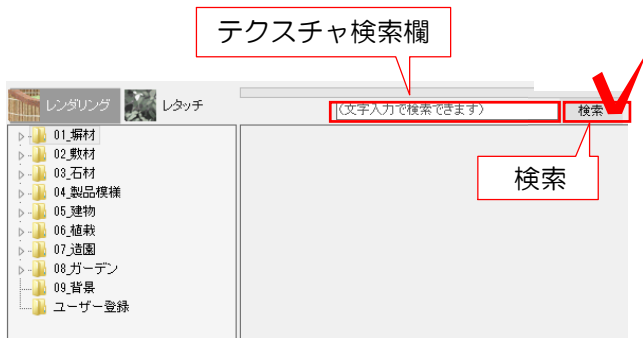 テクスチャ検索欄
レンダリング
レタッチ
(文字入力で検索できます)
検索
01_塀材
02_敷材
03_石材
04_製品模様
05_建物
06_植栽
07_造園
08_ガーデン
09_背景
ユーザー登録
検索